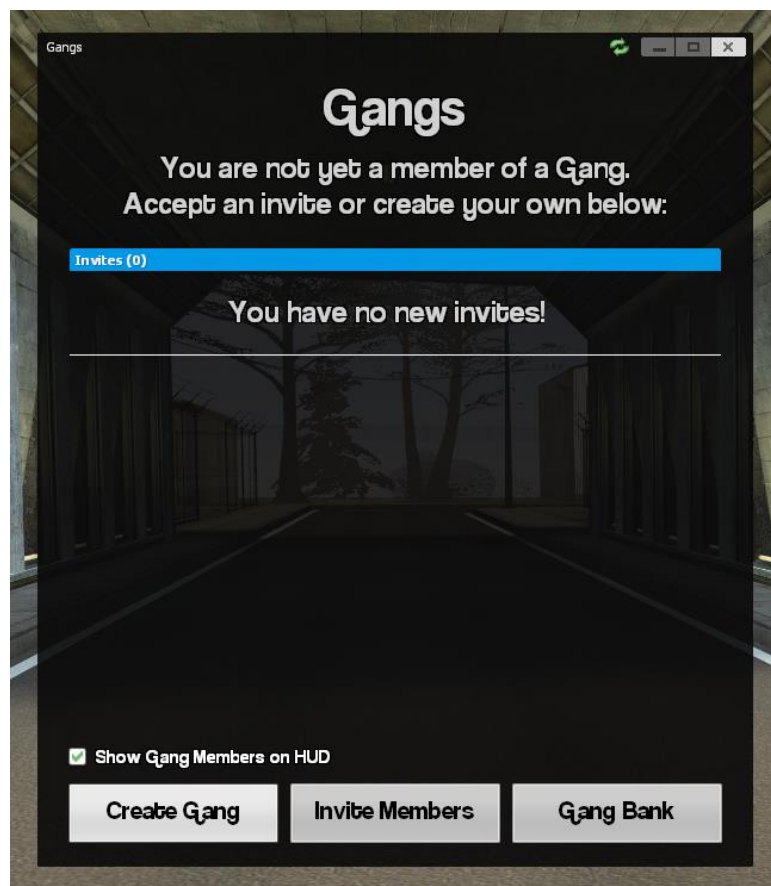 Gangs
Gangs
You are not yet a member of a Gang.
Accept an invite or create your own below:
Invites (0)
You have no new invites!
Show Gang Members on HUD
Create Gang
Invite Members
Gang Bank